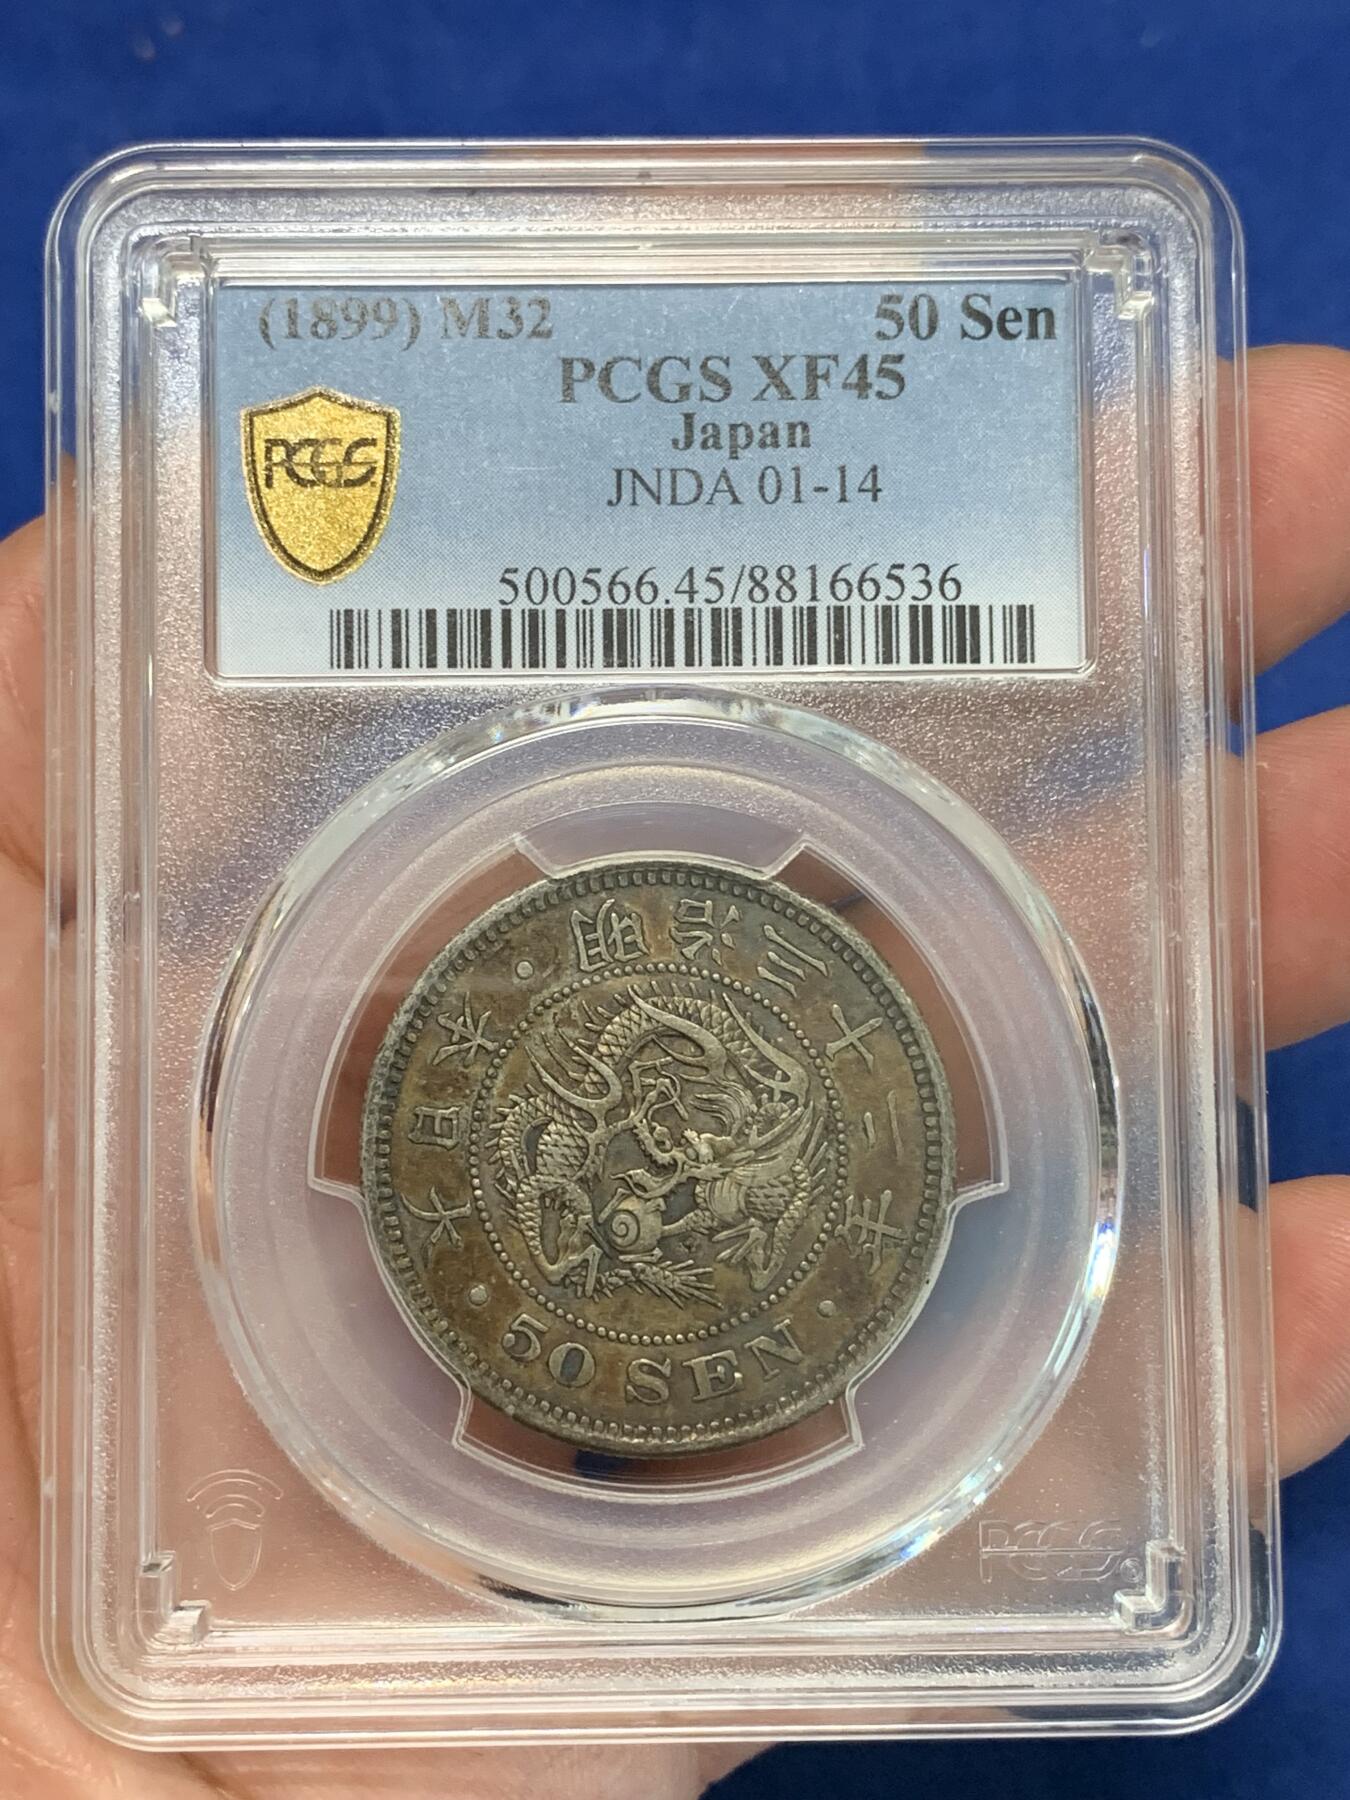 (1899) M32 50 Sen
PCGS XF45
Japan
JNDA 01-14
PCGS
500566.45/88166536
大日本 · 明治三十二年 ·
50 SEN ·
PCGS